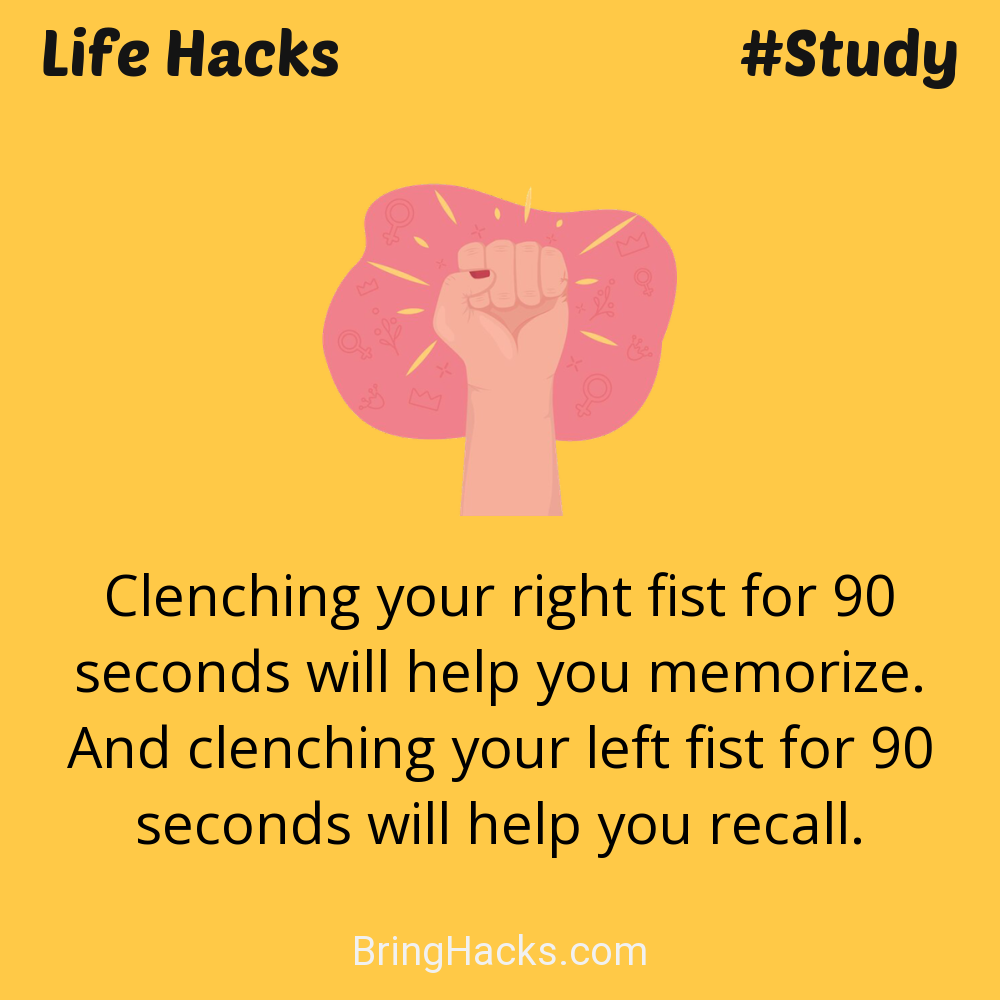 Life Hacks
#Study
Clenching your right fist for 90
seconds will help you memorize.
And clenching your left fist for 90
seconds will help you recall.
BringHacks.com